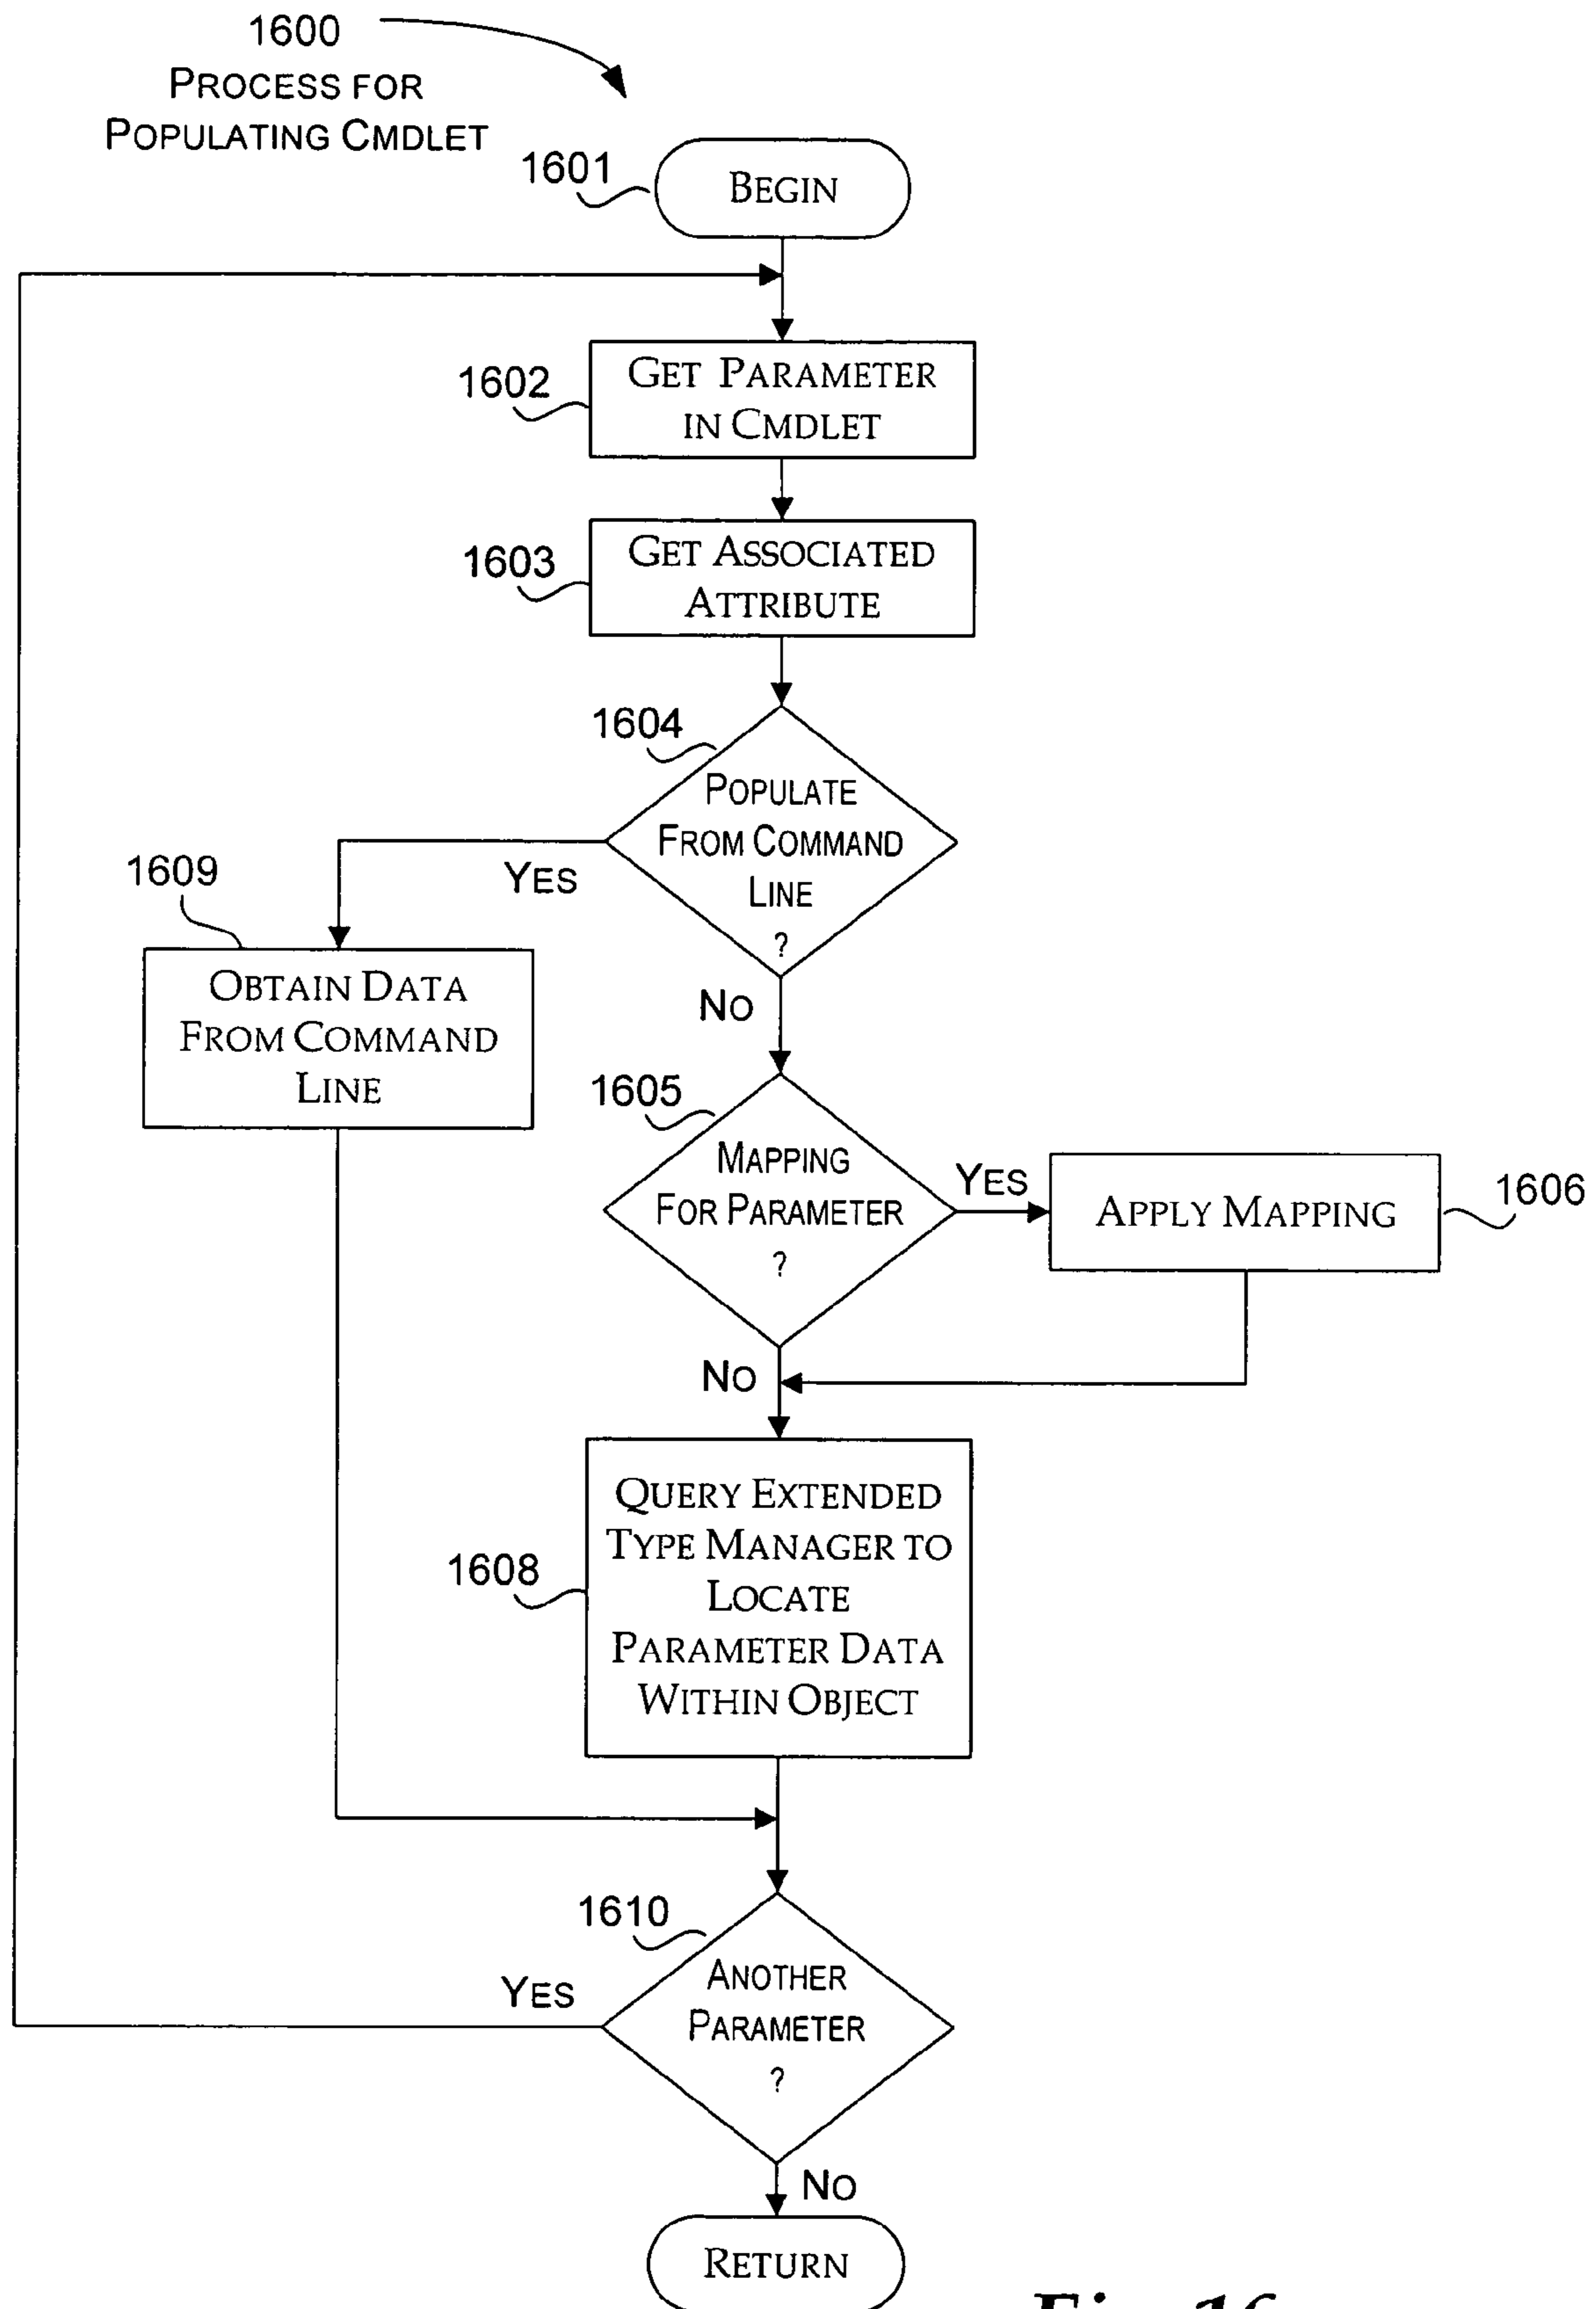 1600
PROCESS FOR
POPULATING CMDLET
1601
BEGIN
1602
GET PARAMETER
IN CMDLET
1603
GET ASSOCIATED
ATTRIBUTE
1604
POPULATE
FROM COMMAND
LINE
?
YES
NO
1609
OBTAIN DATA
FROM COMMAND
LINE
1605
MAPPING
FOR PARAMETER
?
YES
NO
APPLY MAPPING
1606
1608
QUERY EXTENDED
TYPE MANAGER TO
LOCATE
PARAMETER DATA
WITHIN OBJECT
1610
ANOTHER
PARAMETER
?
YES
NO
RETURN